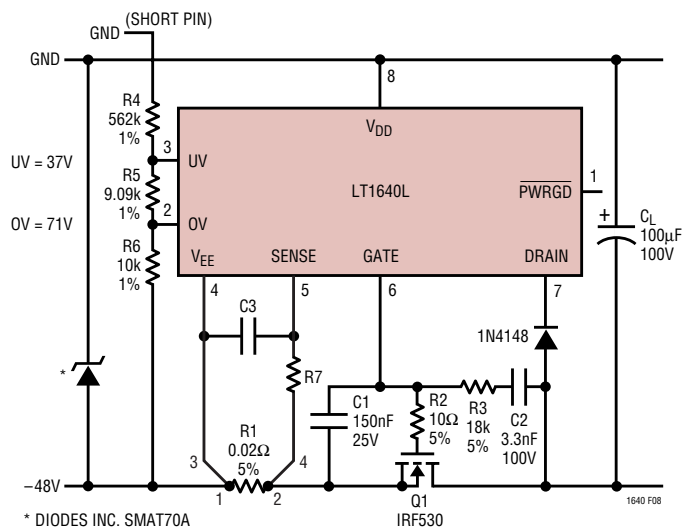 (SHORT PIN)
GND
GND
8
R4
562k
1%
3
VDD
1
UV = 37V
UV
LT1640L
PWRGD
R5
9.09k
1%
2
OV = 71V
OV
+
CL
100µF
100V
R6
10k
1%
VEE
SENSE
GATE
DRAIN
4
5
6
7
C3
1N4148
R7
*
C1
150nF
25V
R2
10Ω
5%
R3
18k
5%
C2
3.3nF
100V
R1
0.02Ω
5%
3
4
–48V
1
2
Q1
IRF530
1640 F08
* DIODES INC. SMAT70A